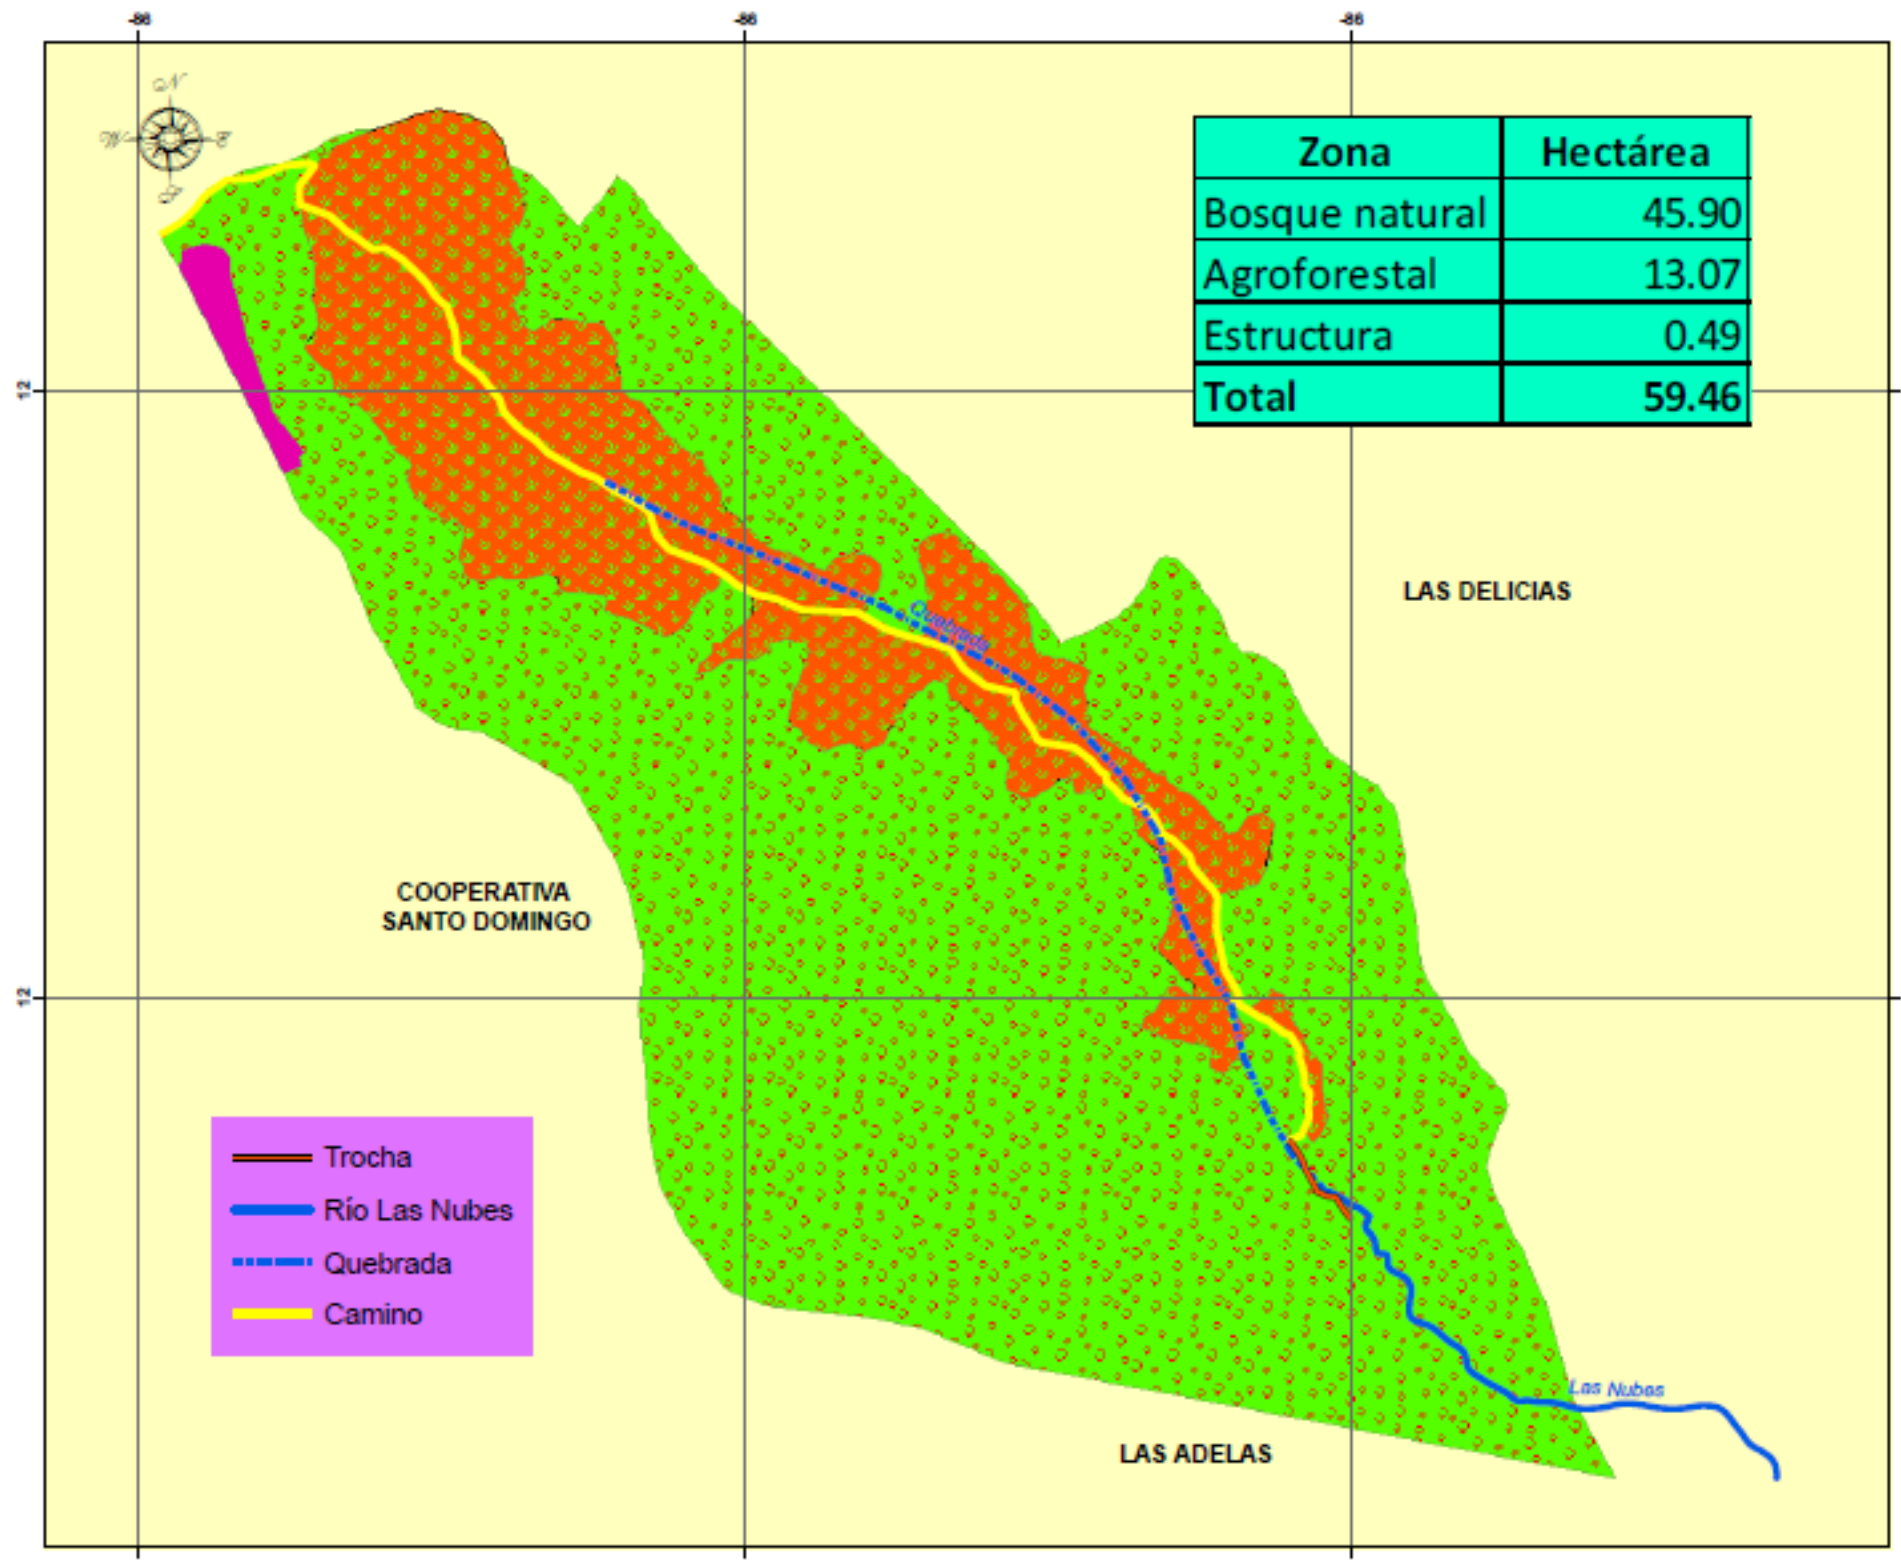 -86 -86 -86
N
W E
S
Zona Hectárea
Bosque natural 45.90
Agroforestal 13.07
Estructura 0.49
Total 59.46
12
LAS DELICIAS
Quebrada
COOPERATIVA
SANTO DOMINGO
12
Trocha
Río Las Nubes
Quebrada
Camino
Las Nubes
LAS ADELAS